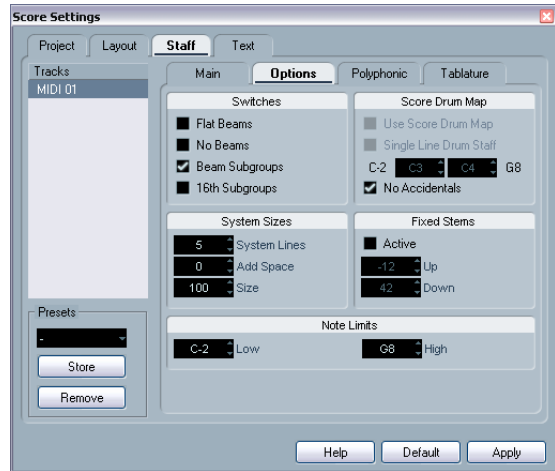 Score Settings
Project Layout Staff Text
Tracks
MIDI 01
Main Options Polyphonic Tablature
Switches
Flat Beams
No Beams
Beam Subgroups
16th Subgroups
Score Drum Map
Use Score Drum Map
Single Line Drum Staff
C-2 C3 C4 G8
No Accidentals
System Sizes
5 System Lines
0 Add Space
100 Size
Fixed Stems
Active
-12 Up
42 Down
Note Limits
C-2 Low G8 High
Presets
-
Store
Remove
Help Default Apply